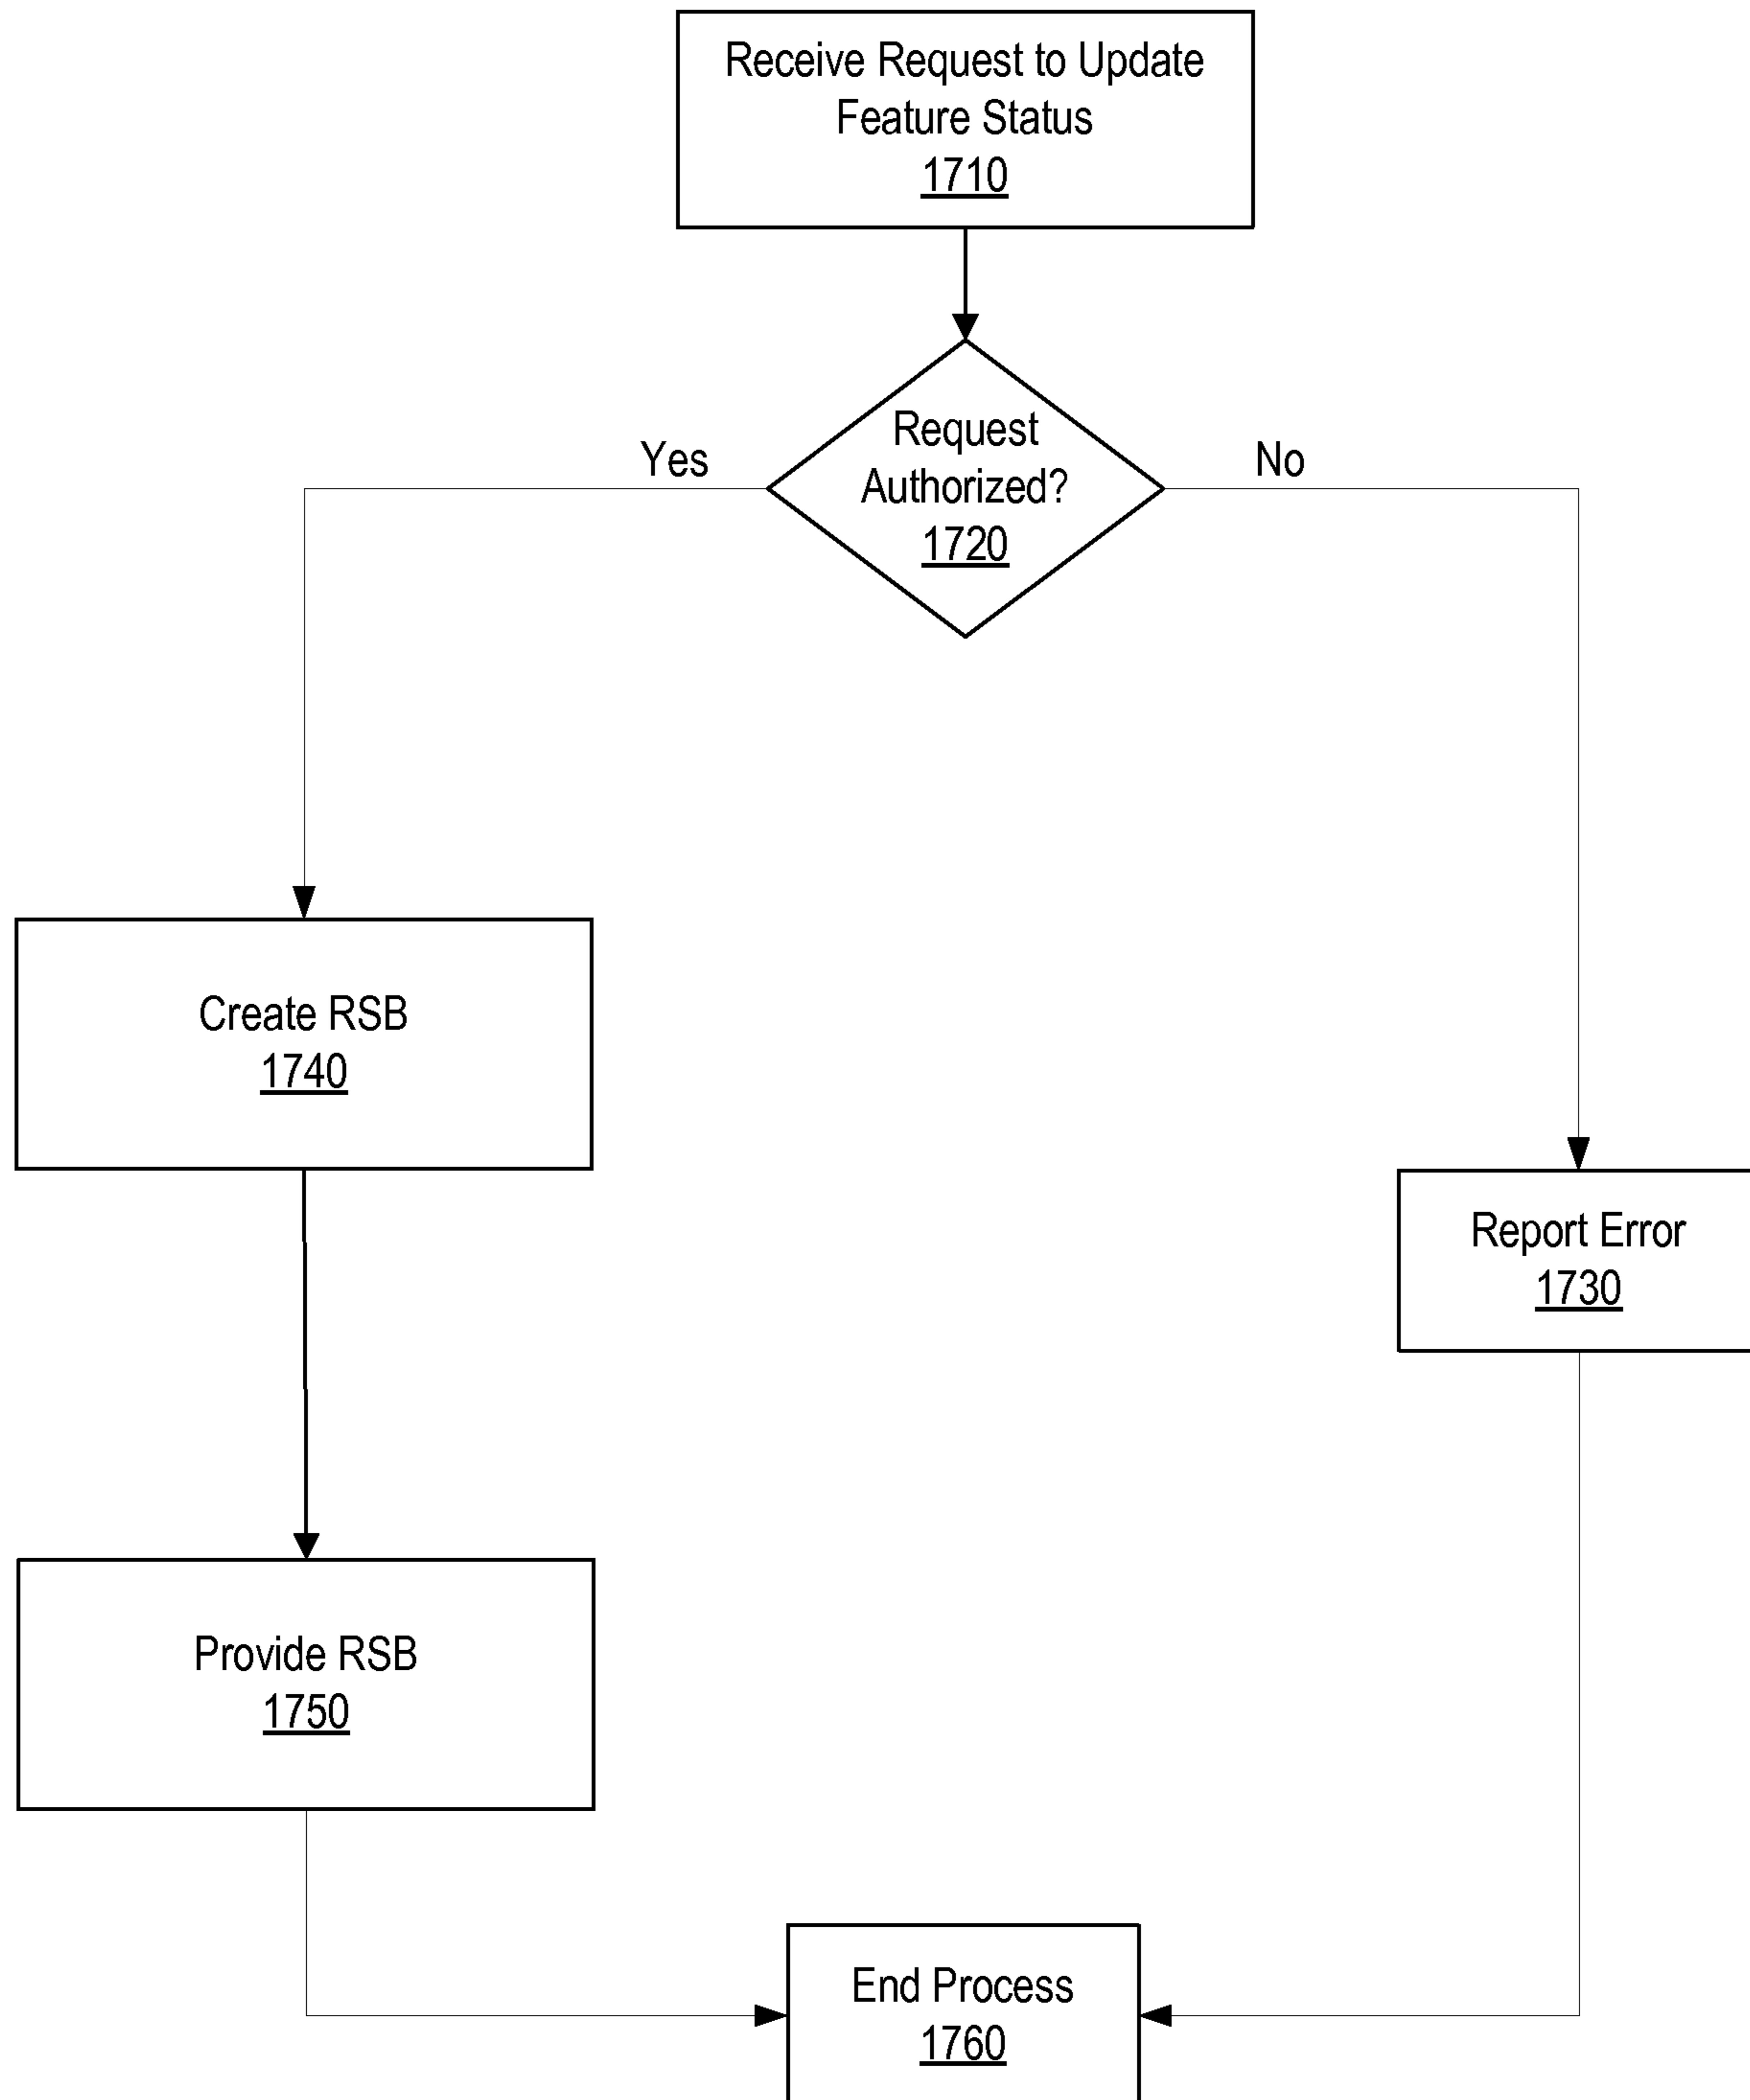 Receive Request to Update
Feature Status
1710
Request
Authorized?
1720
Yes
No
Create RSB
1740
Report Error
1730
Provide RSB
1750
End Process
1760